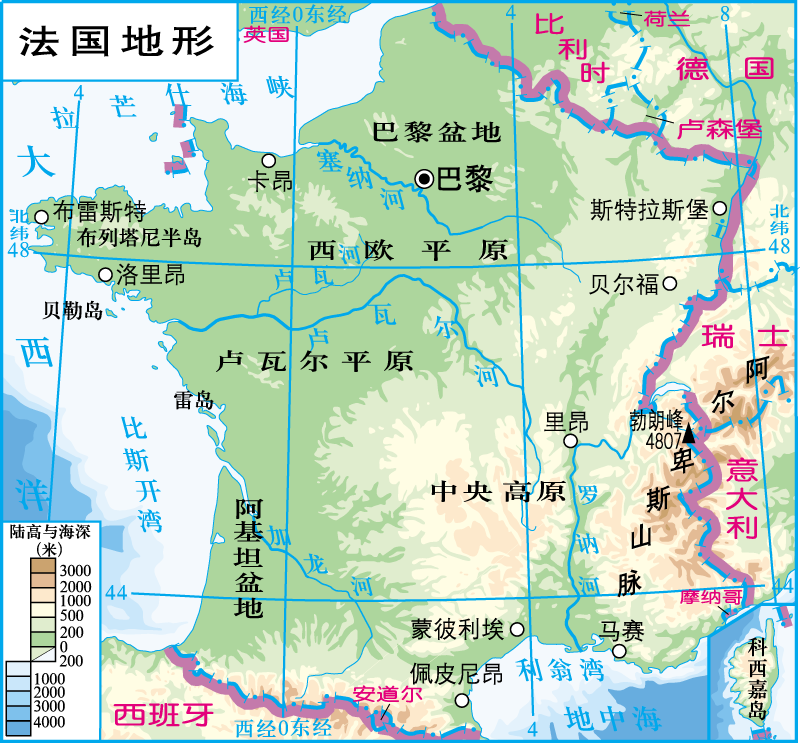 法国地形
西经0东经
4
8
英国
比利时
荷兰
德国
卢森堡
4
拉芒什海峡
巴黎盆地
卡昂
塞纳河
巴黎
大西洋
北纬
48
布雷斯特
布列塔尼半岛
斯特拉斯堡
北纬
48
西欧平原
卢瓦河
洛里昂
贝尔福
贝勒岛
卢瓦尔河
瑞士
卢瓦尔平原
阿尔卑斯山脉
雷岛
里昂
勃朗峰
4807
比斯开湾
中央高原
罗讷河
意大利
阿基坦盆地
加龙河
陆高与海深
(米)
3000
2000
1000
500
200
0
200
1000
2000
3000
4000
44
44
摩纳哥
蒙彼利埃
马赛
科西嘉岛
佩皮尼昂
利翁湾
安道尔
西班牙
西经0东经
4
地中海